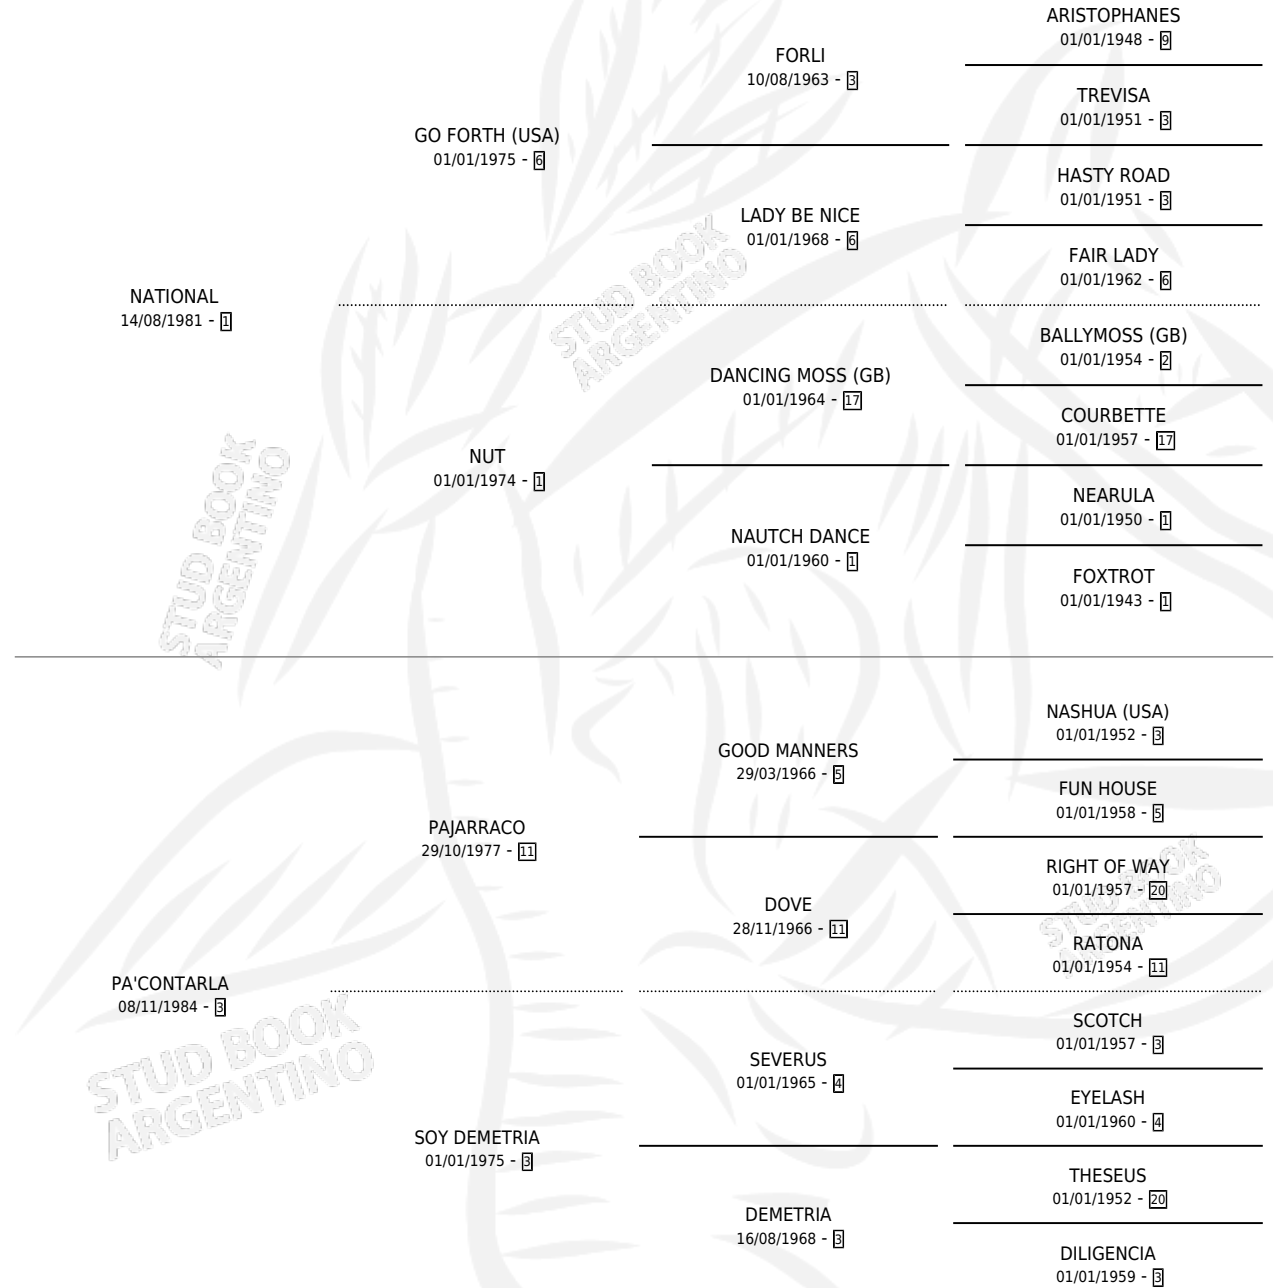 ARISTOPHANES
01/01/1948 - 9
FORLI
10/08/1963 - 3
TREVISA
01/01/1951 - 3
GO FORTH (USA)
01/01/1975 - 6
HASTY ROAD
01/01/1951 - 3
LADY BE NICE
01/01/1968 - 6
FAIR LADY
01/01/1962 - 6
NATIONAL
14/08/1981 - 1
BALLYMOSS (GB)
01/01/1954 - 2
DANCING MOSS (GB)
01/01/1964 - 17
COURBETTE
01/01/1957 - 17
NUT
01/01/1974 - 1
NEARULA
01/01/1950 - 1
NAUTCH DANCE
01/01/1960 - 1
FOXTROT
01/01/1943 - 1
STUD BOOK
ARGENTINO
STUD BOOK
ARGENTINO
NASHUA (USA)
01/01/1952 - 3
GOOD MANNERS
29/03/1966 - 5
FUN HOUSE
01/01/1958 - 5
PAJARRACO
29/10/1977 - 11
RIGHT OF WAY
01/01/1957 - 20
DOVE
28/11/1966 - 11
RATONA
01/01/1954 - 11
STUD BOOK
ARGENTINO
PA'CONTARLA
08/11/1984 - 3
SCOTCH
01/01/1957 - 3
SEVERUS
01/01/1965 - 4
EYELASH
01/01/1960 - 4
STUD BOOK
ARGENTINO
SOY DEMETRIA
01/01/1975 - 3
THESEUS
01/01/1952 - 20
DEMETRIA
16/08/1968 - 3
DILIGENCIA
01/01/1959 - 3